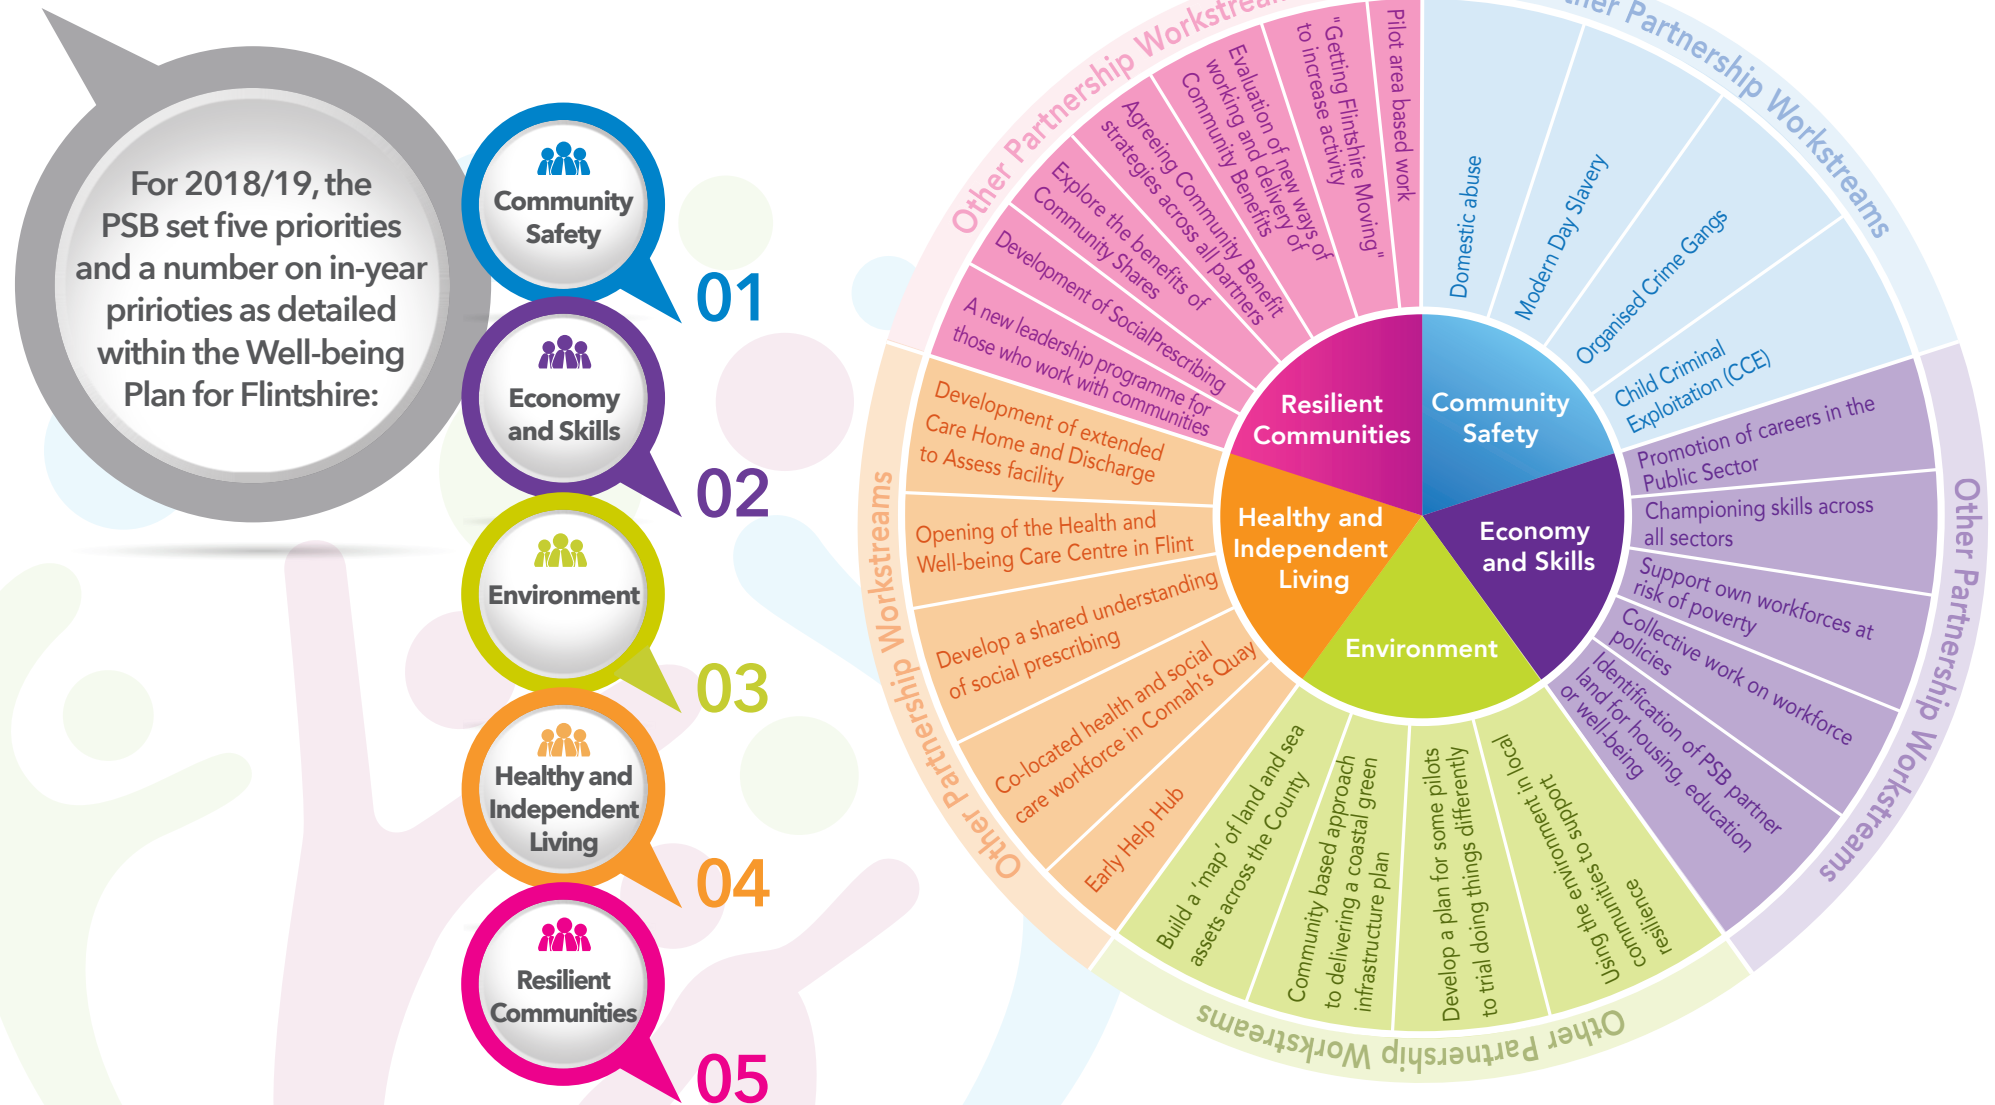 For 2018/19, the
PSB set five priorities
and a number on in-year
pririoties as detailed
within the Well-being
Plan for Flintshire:
Community
Safety
01
Economy
and Skills
02
Environment
03
Healthy and
Independent
Living
04
Resilient
Communities
05
Resilient
Communities
Community
Safety
Economy
and Skills
Environment
Healthy and
Independent
Living
Partnership Workstreams
Domestic abuse
Modern Day Slavery
Organised Crime Gangs
Child Criminal
Exploitation (CCE)
Other Partnership Workstreams
Promotion of careers in the
Public Sector
Championing skills across
all sectors
Support own workforces at
risk of poverty
Collective work on workforce
policies
Identification of PSB partner
land for housing, education
or well-being
Other Partnership Workstreams
Using the environment in local
communities to support
resilience
Develop a plan for some pilots
to trial doing things differently
Community based approach
to delivering a coastal green
infrastructure plan
Build a 'map' of land and sea
assets across the County
Other Partnership Workstreams
Early Help Hub
Co-located health and social
care workforce in Connah's Quay
Develop a shared understanding
of social prescribing
Opening of the Health and
Well-being Care Centre in Flint
Development of extended
Care Home and Discharge
to Assess facility
Other Partnership Workstreams
A new leadership programme for
those who work with communities
Development of SocialPrescribing
Explore the benefits of
Community Shares
Agreeing Community Benefit
strategies across all partners
Evaluation of new ways of
working and delivery of
Community Benefits
"Getting Flintshire Moving"
to increase activity
Pilot area based work